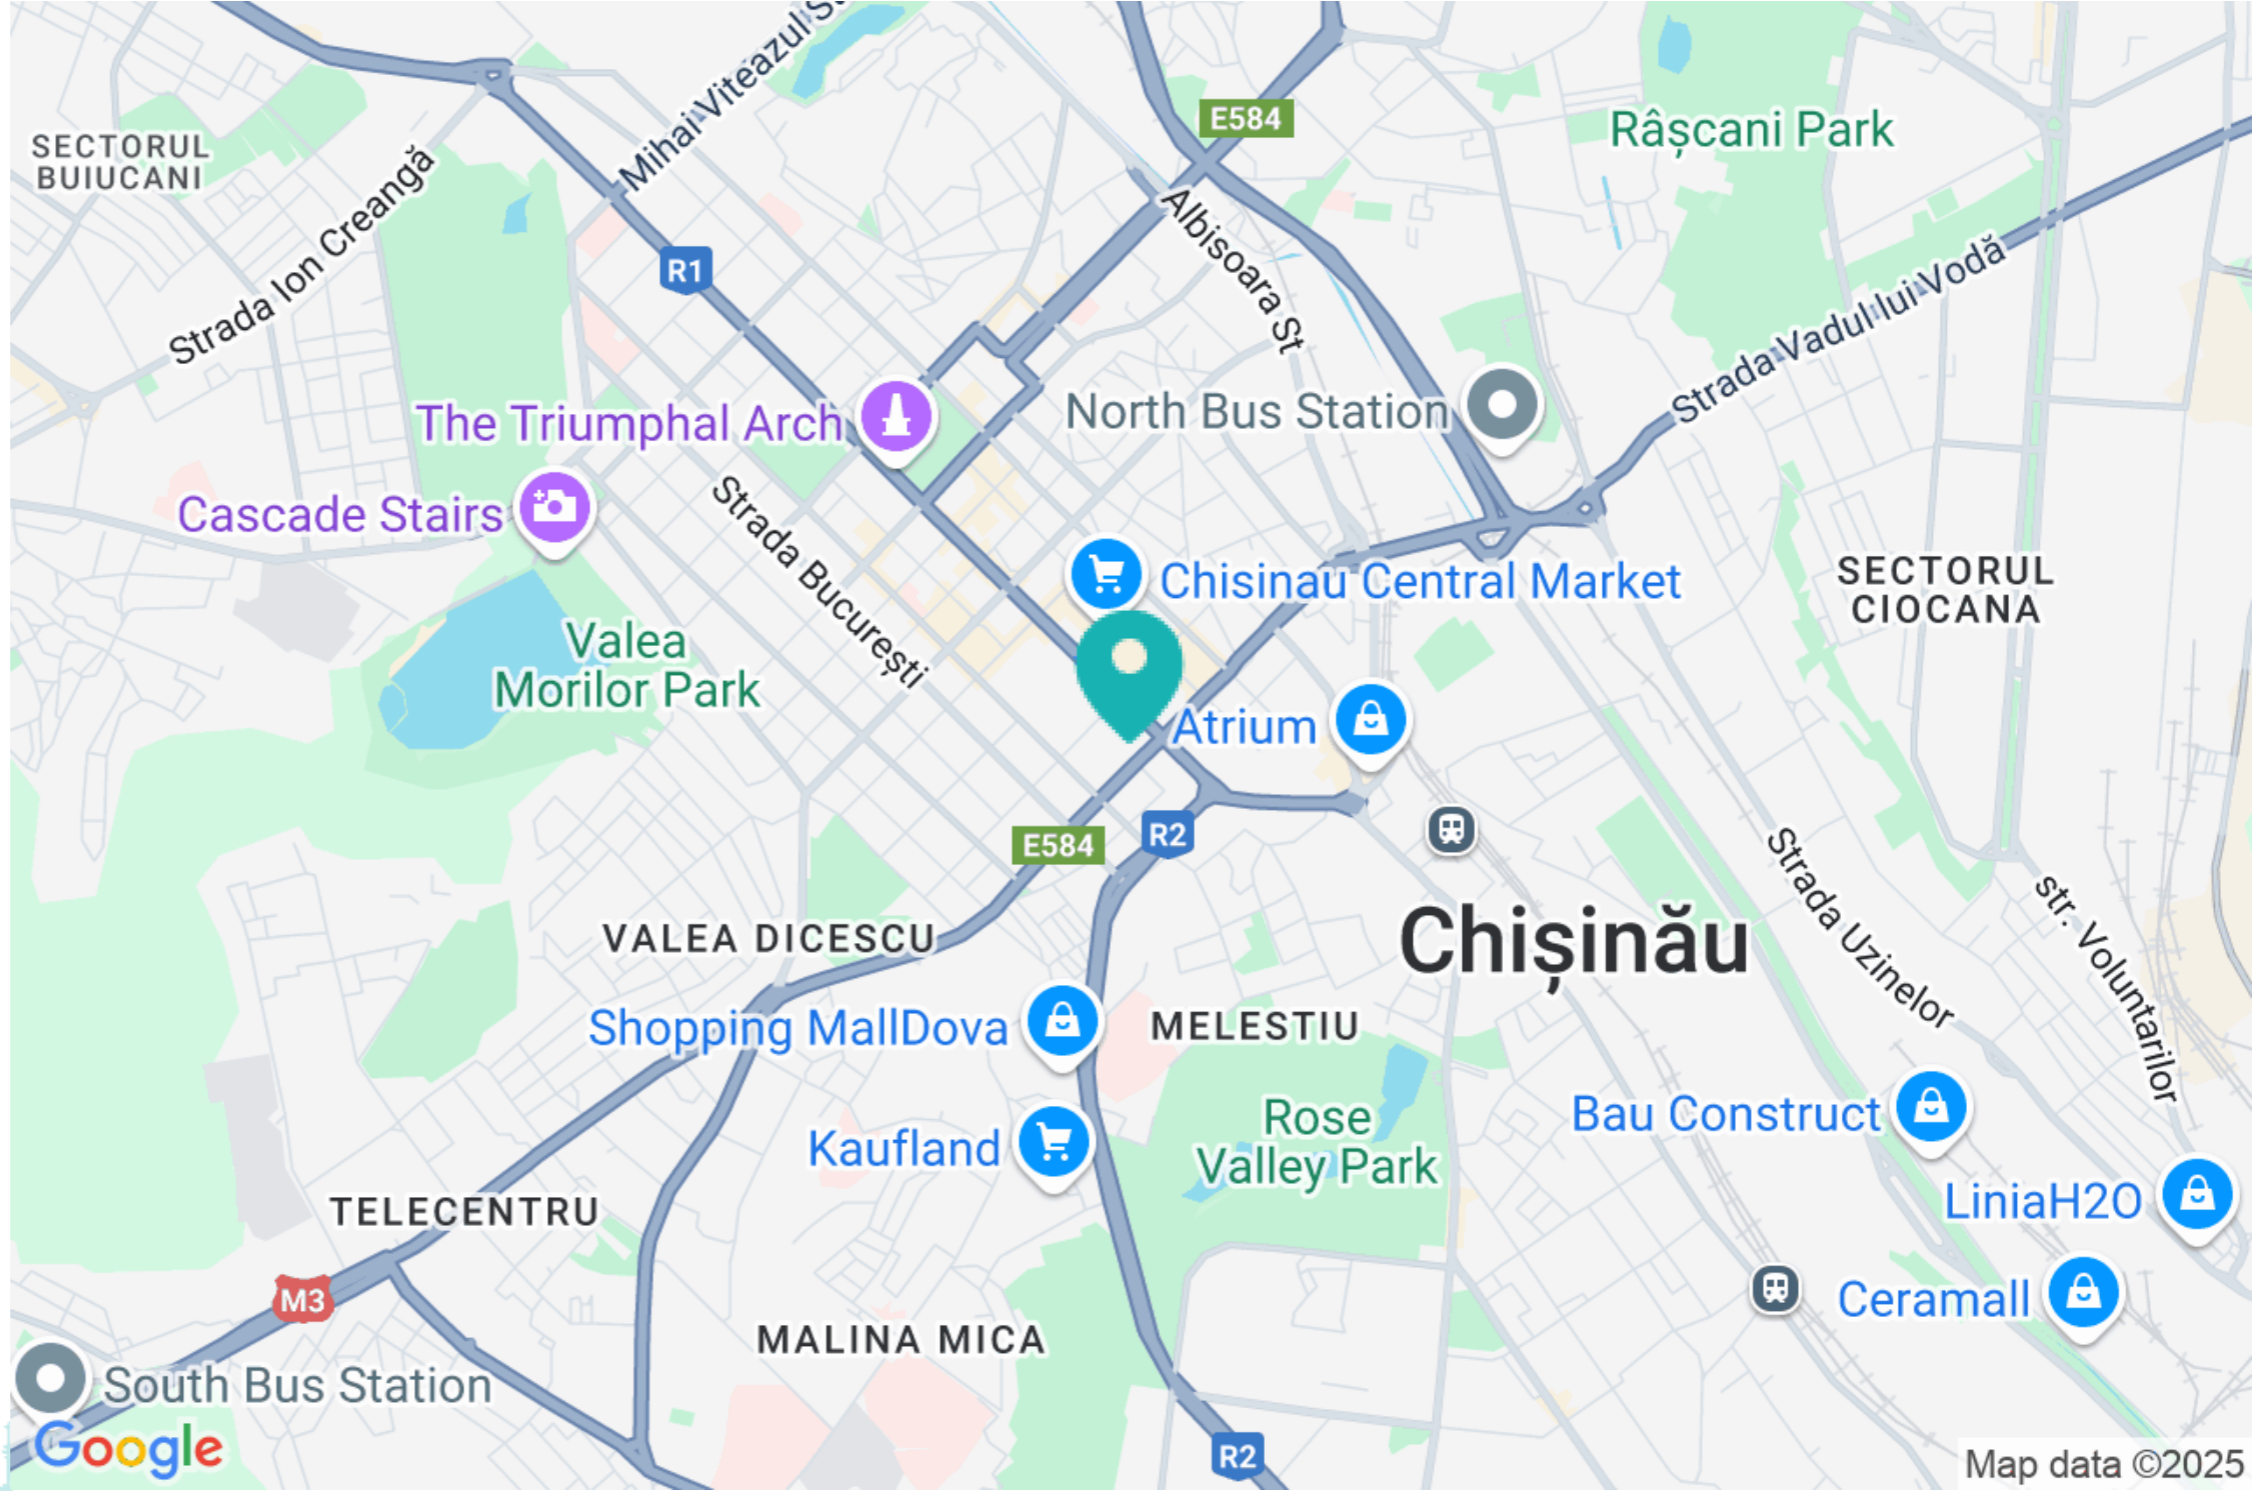 Mihai Viteazul St
E584
Râșcani Park
SECTORUL
BUIUCANI
Strada Ion Creangă
Albisoara St
R1
Strada Vadul lui Vodă
The Triumphal Arch
North Bus Station
Cascade Stairs
Strada București
Chisinau Central Market
SECTORUL
CIOCANA
Valea
Morilor Park
Atrium
E584
R2
VALEA DICESCU
Chișinău
Strada Uzinelor
str. Voluntarilor
Shopping MallDova
MELESTIU
Rose
Valley Park
Kaufland
Bau Construct
LiniaH2O
TELECENTRU
M3
Ceramall
MALINA MICA
South Bus Station
Google
R2
Map data ©2025